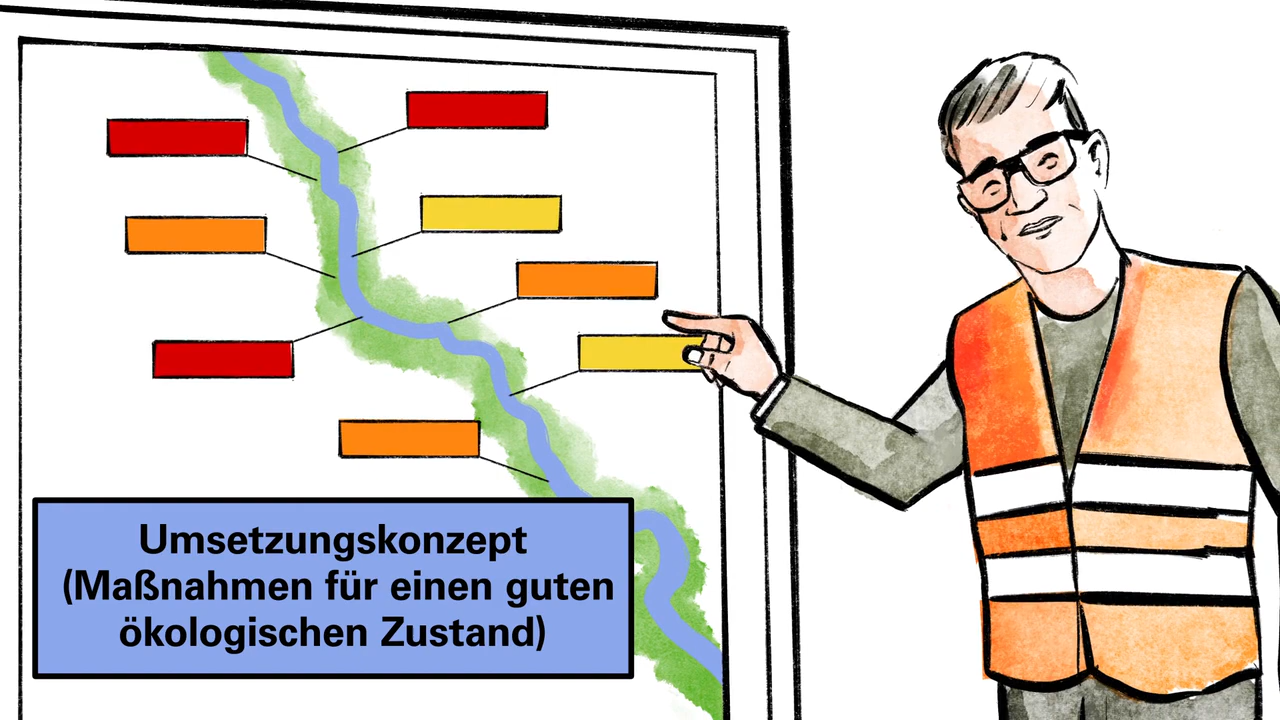 Umsetzungskonzept
(Maßnahmen für einen guten
ökologischen Zustand)